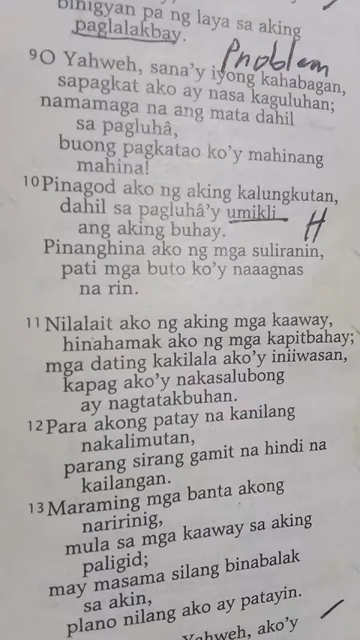 binigyan pa ng laya sa aking
paglalakbay.
Problem
9 O Yahweh, sana'y iyong kahabagan,
sapagkat ako ay nasa kaguluhan;
namamaga na ang mata dahil
sa pagluhâ,
buong pagkatao ko'y mahinang
mahina!
10 Pinagod ako ng aking kalungkutan,
dahil sa pagluhâ'y umikli
ang aking buhay. H
Pinanghina ako ng mga suliranin,
pati mga buto ko'y naaagnas
na rin.
11 Nilalait ako ng aking mga kaaway,
hinahamak ako ng mga kapitbahay;
mga dating kakilala ako'y iniiwasan,
kapag ako'y nakasalubong
ay nagtatakbuhan.
12 Para akong patay na kanilang
nakalimutan,
parang sirang gamit na hindi na
kailangan.
13 Maraming mga banta akong
naririnig,
mula sa mga kaaway sa aking
paligid;
may masama silang binabalak
sa akin,
plano nilang ako ay patayin.
Yahweh, ako'y